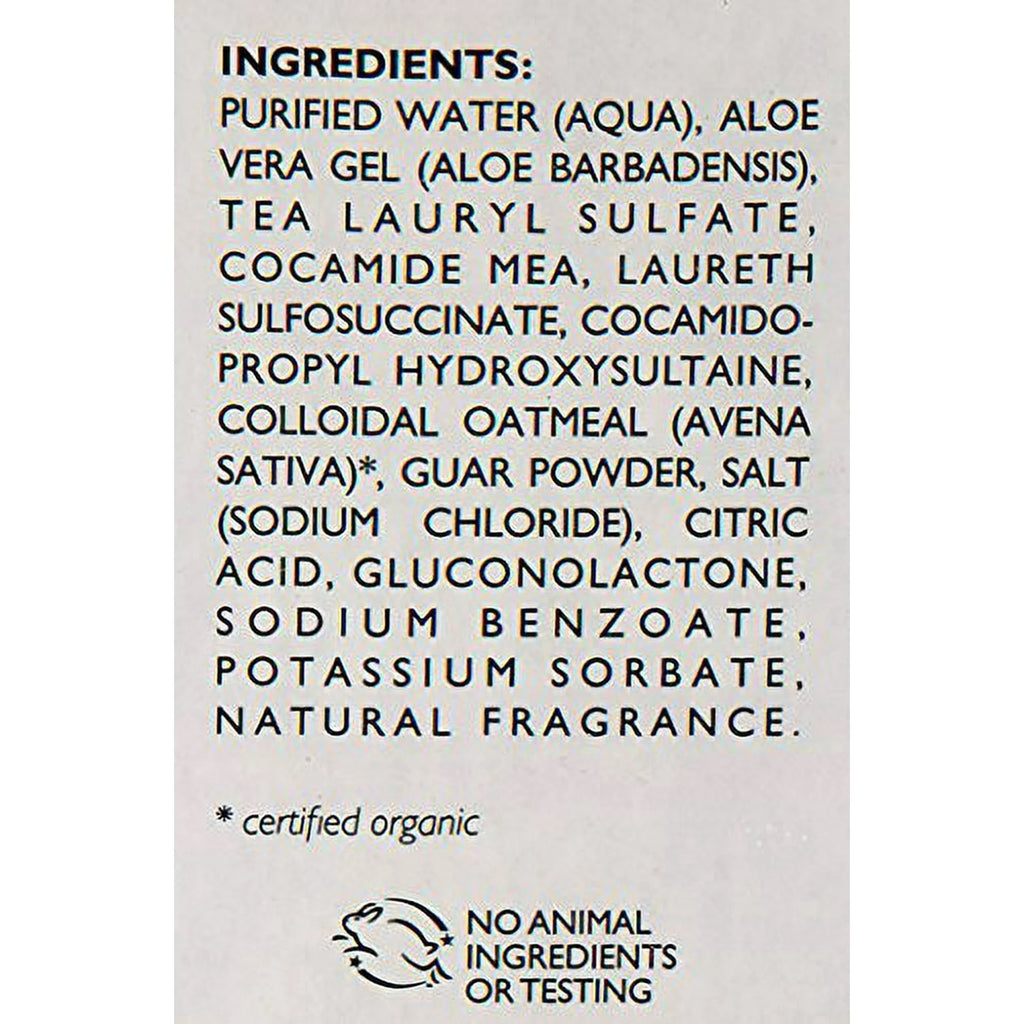 INGREDIENTS:
PURIFIED WATER (AQUA), ALOE
VERA GEL (ALOE BARBADENSIS),
TEA LAURYL SULFATE,
COCAMIDE MEA, LAURETH
SULFOSUCCINATE, COCAMIDO-
PROPYL HYDROXYSULTAINE,
COLLOIDAL OATMEAL (AVENA
SATIVA)*, GUAR POWDER, SALT
(SODIUM CHLORIDE), CITRIC
ACID, GLUCONOLACTONE,
SODIUM BENZOATE,
POTASSIUM SORBATE,
NATURAL FRAGRANCE.
* certified organic
NO ANIMAL
INGREDIENTS
OR TESTING